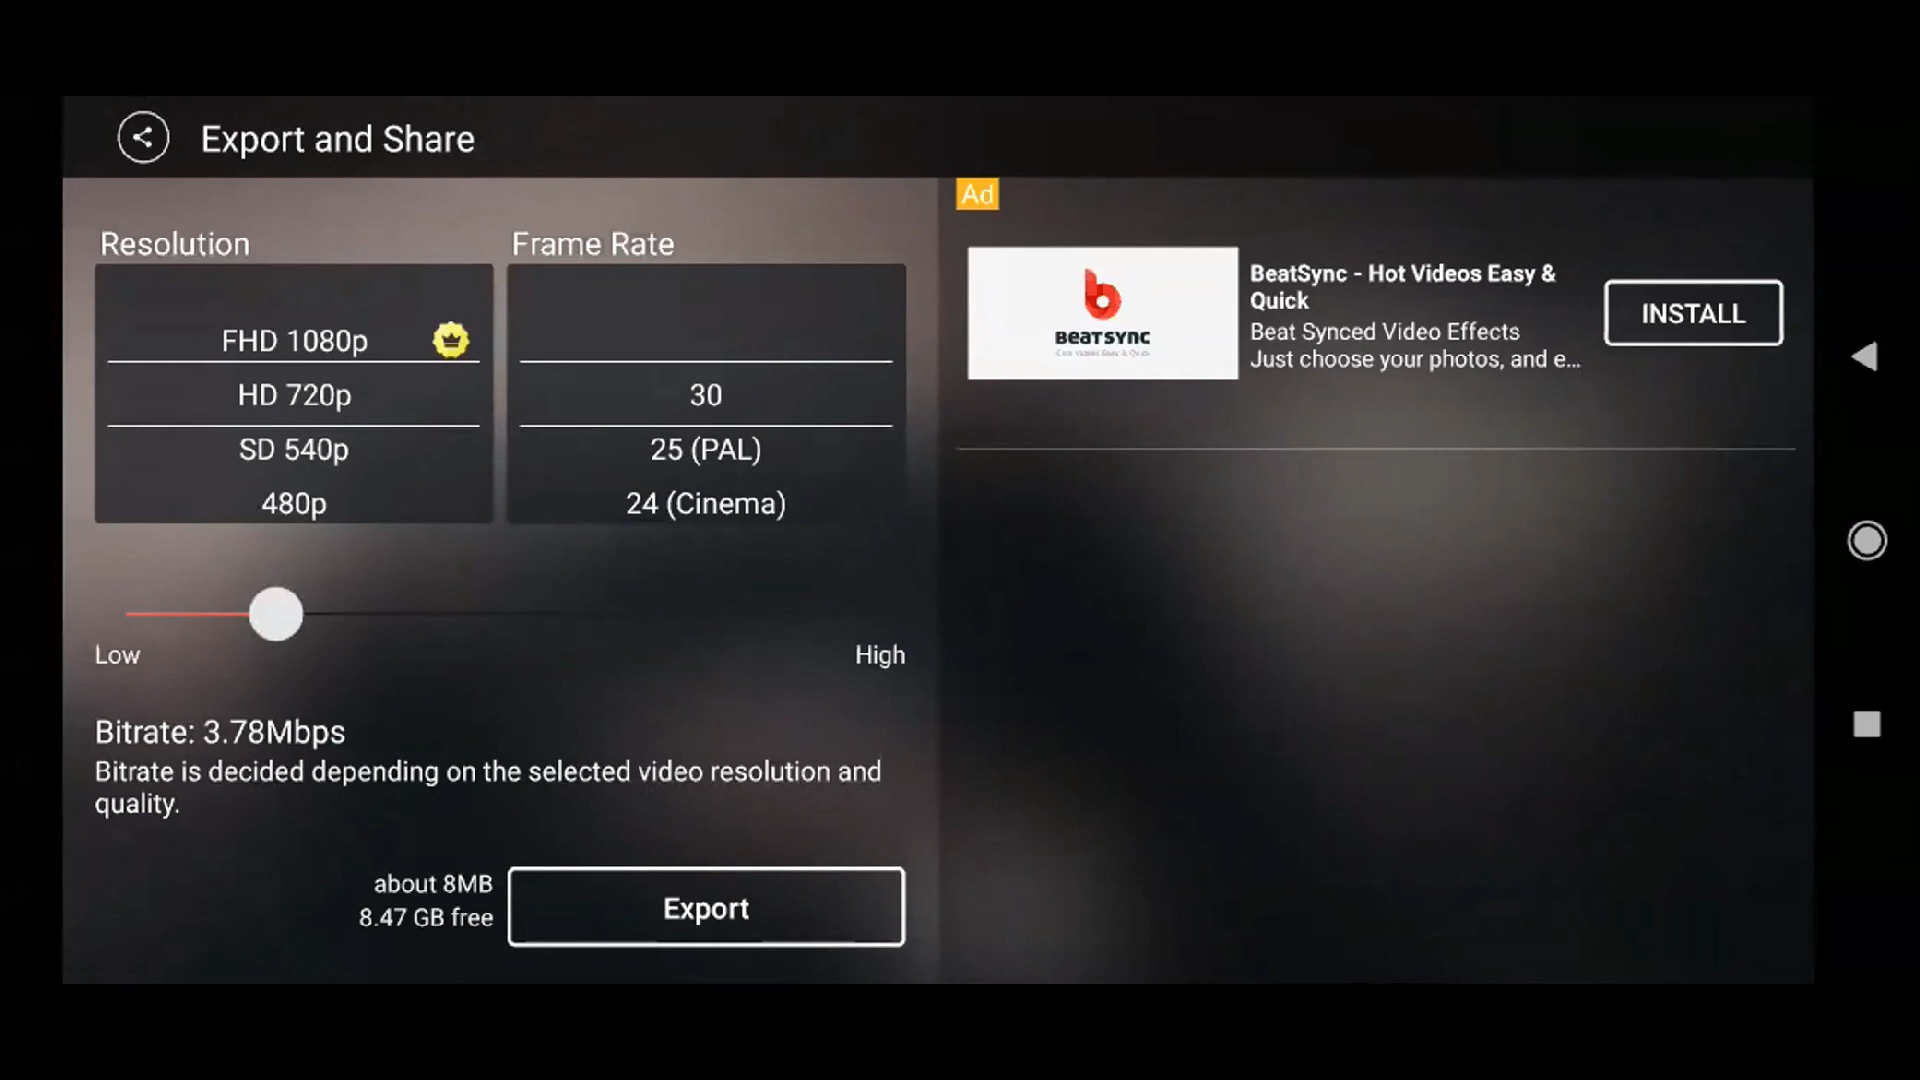 Export and Share
Resolution
FHD 1080p
HD 720p
SD 540p
480p
Frame Rate
30
25 (PAL)
24 (Cinema)
Low
High
Bitrate: 3.78Mbps
Bitrate is decided depending on the selected video resolution and
quality.
about 8MB
8.47 GB free
Export
Ad
BEATSYNC
BeatSync - Hot Videos Easy &
Quick
Beat Synced Video Effects
Just choose your photos, and e...
INSTALL